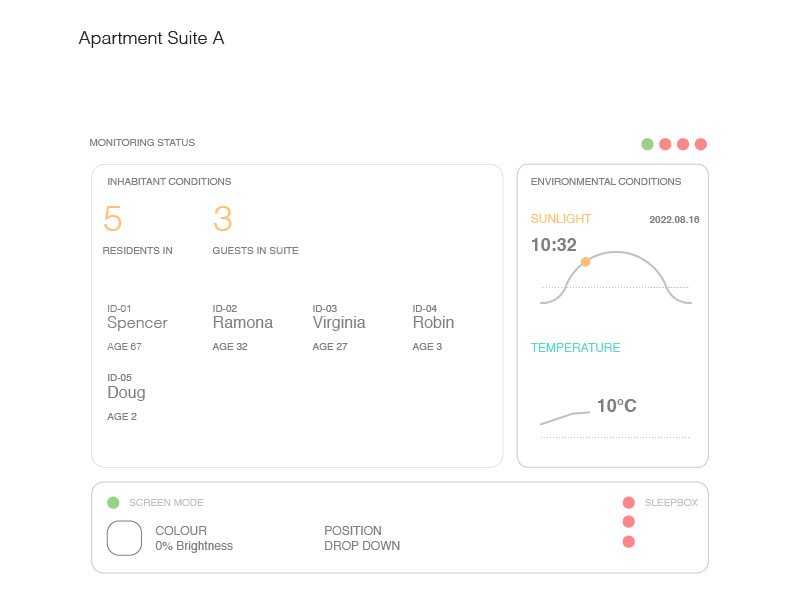 Apartment Suite A
MONITORING STATUS
INHABITANT CONDITIONS
5
RESIDENTS IN
3
GUESTS IN SUITE
ID-01
Spencer
AGE 67
ID-02
Ramona
AGE 32
ID-03
Virginia
AGE 27
ID-04
Robin
AGE 3
ID-05
Doug
AGE 2
ENVIRONMENTAL CONDITIONS
SUNLIGHT
2022.08.16
10:32
TEMPERATURE
10°C
SCREEN MODE
COLOUR
0% Brightness
POSITION
DROP DOWN
SLEEPBOX